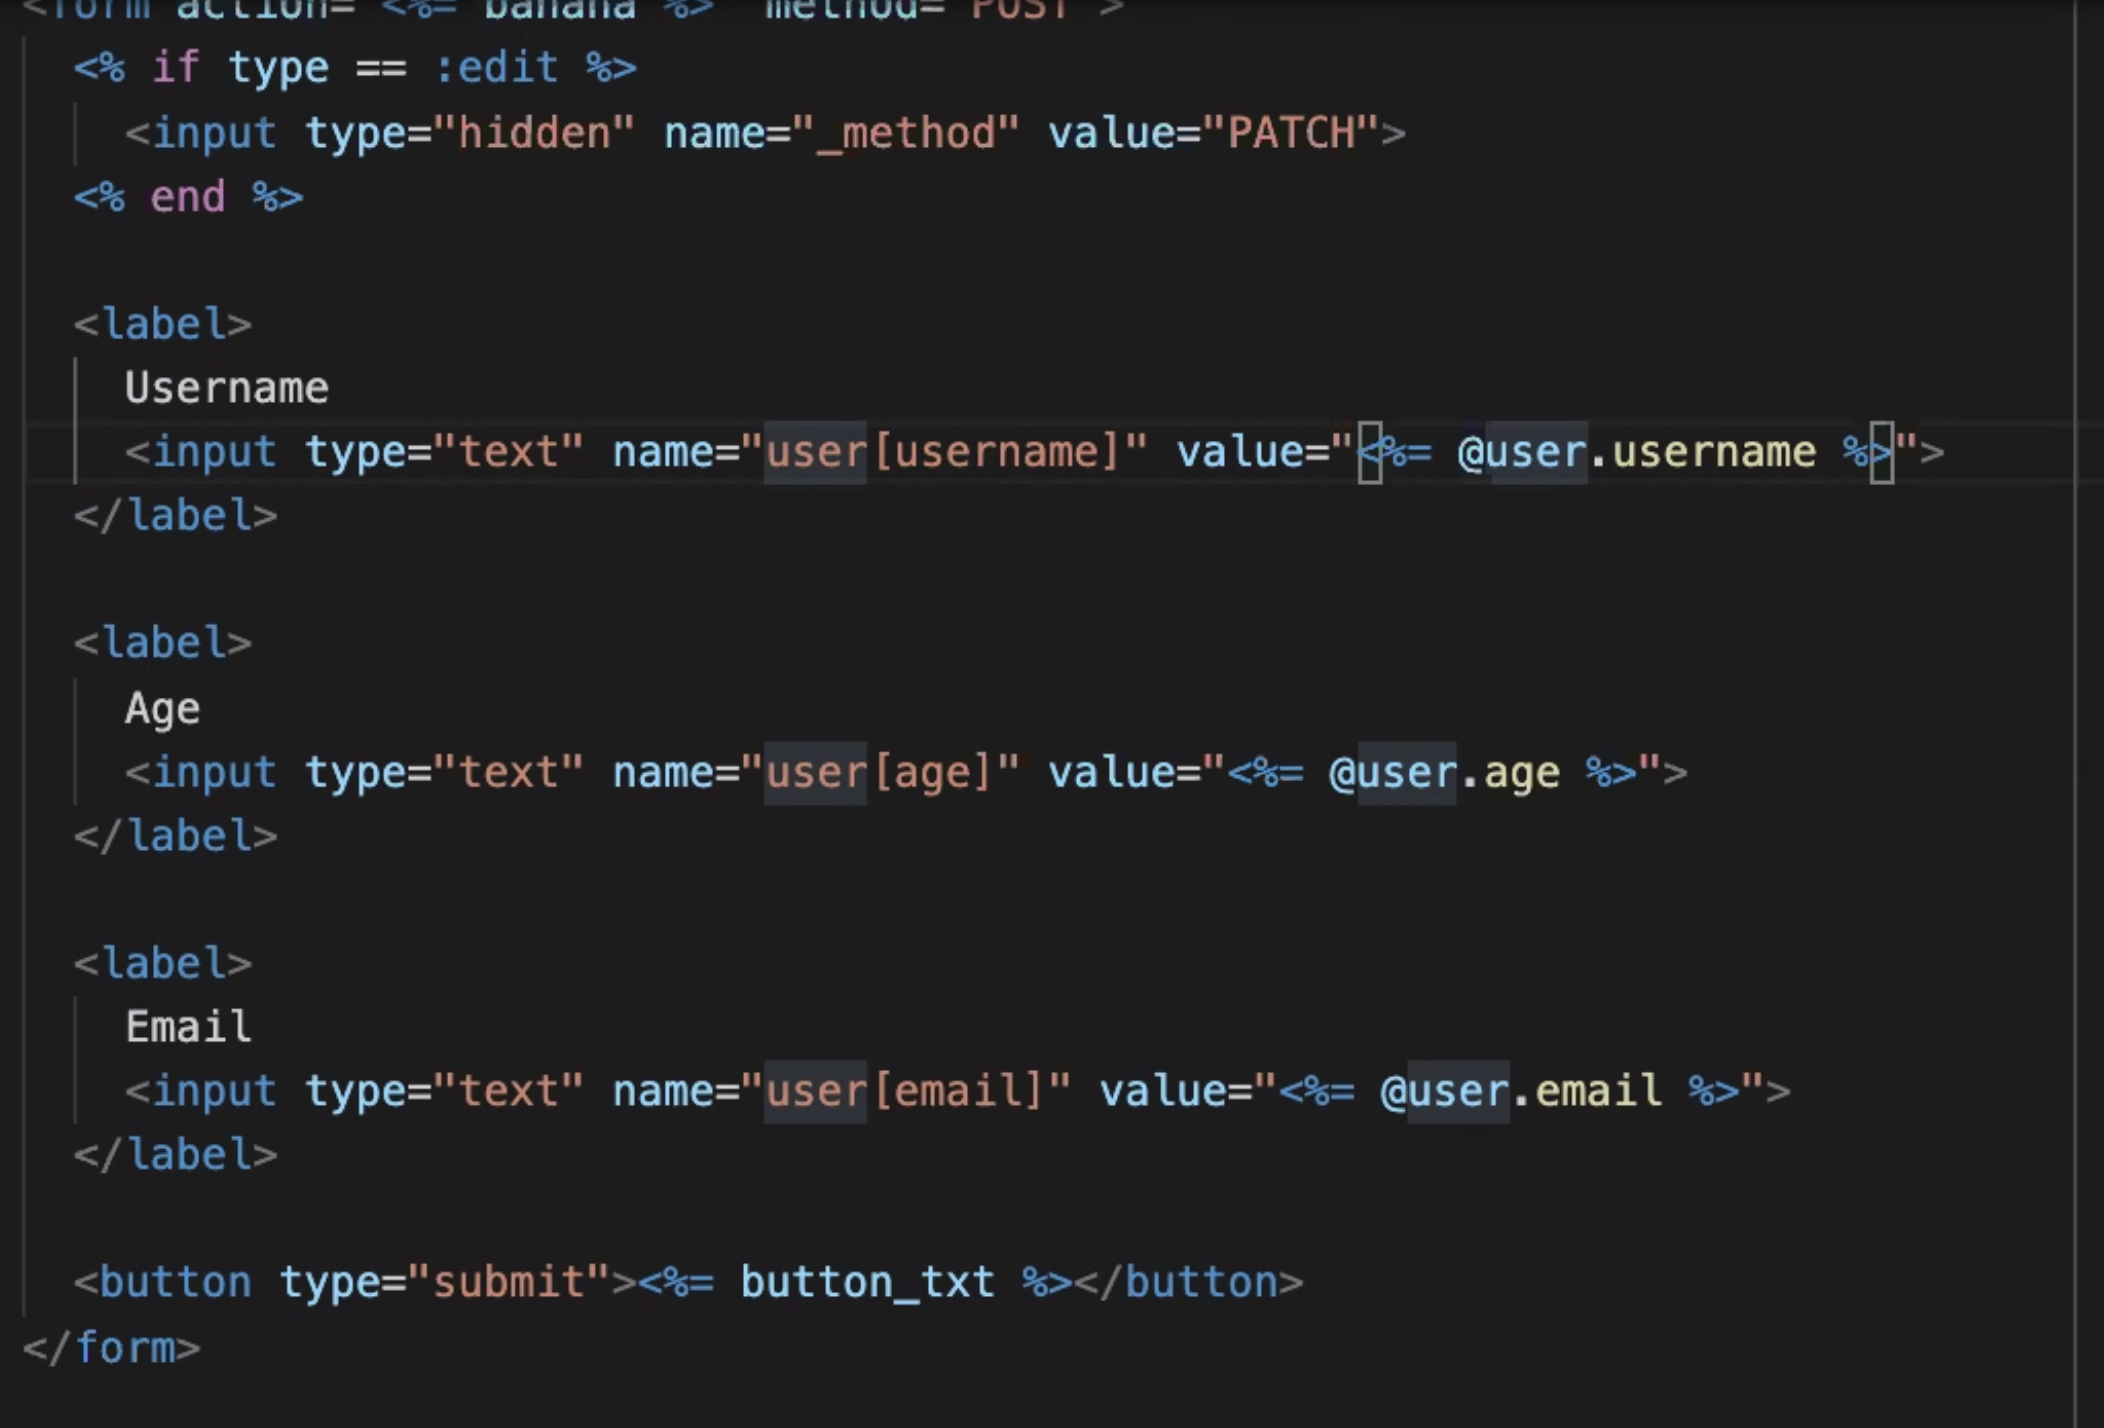 <form action="<%= banana %>" method="POST">
<% if type == :edit %>
<input type="hidden" name="_method" value="PATCH">
<% end %>
<label>
Username
<input type="text" name="user[username]" value="<%= @user.username %>">
</label>
<label>
Age
<input type="text" name="user[age]" value="<%= @user.age %>">
</label>
<label>
Email
<input type="text" name="user[email]" value="<%= @user.email %>">
</label>
<button type="submit"><%= button_txt %></button>
</form>